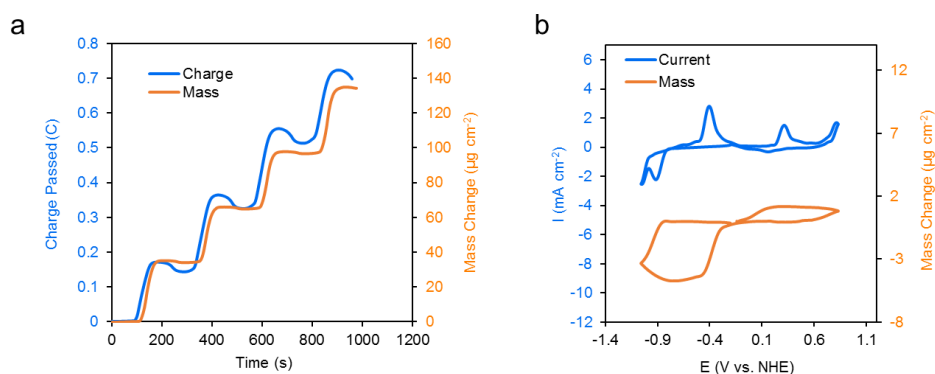 a
Charge Passed (C)
0.8
0.7
0.6
0.5
0.4
0.3
0.2
0.1
0
Charge
Mass
160
140
120
100
80
60
40
20
0
Mass Change (µg cm⁻²)
0 200 400 600 800 1000 1200
Time (s)
b
I (mA cm⁻²)
6
4
2
0
-2
-4
-6
-8
-10
-12
Current
Mass
12
7
2
-3
-8
Mass Change (µg cm⁻²)
-1.4 -0.9 -0.4 0.1 0.6 1.1
E (V vs. NHE)